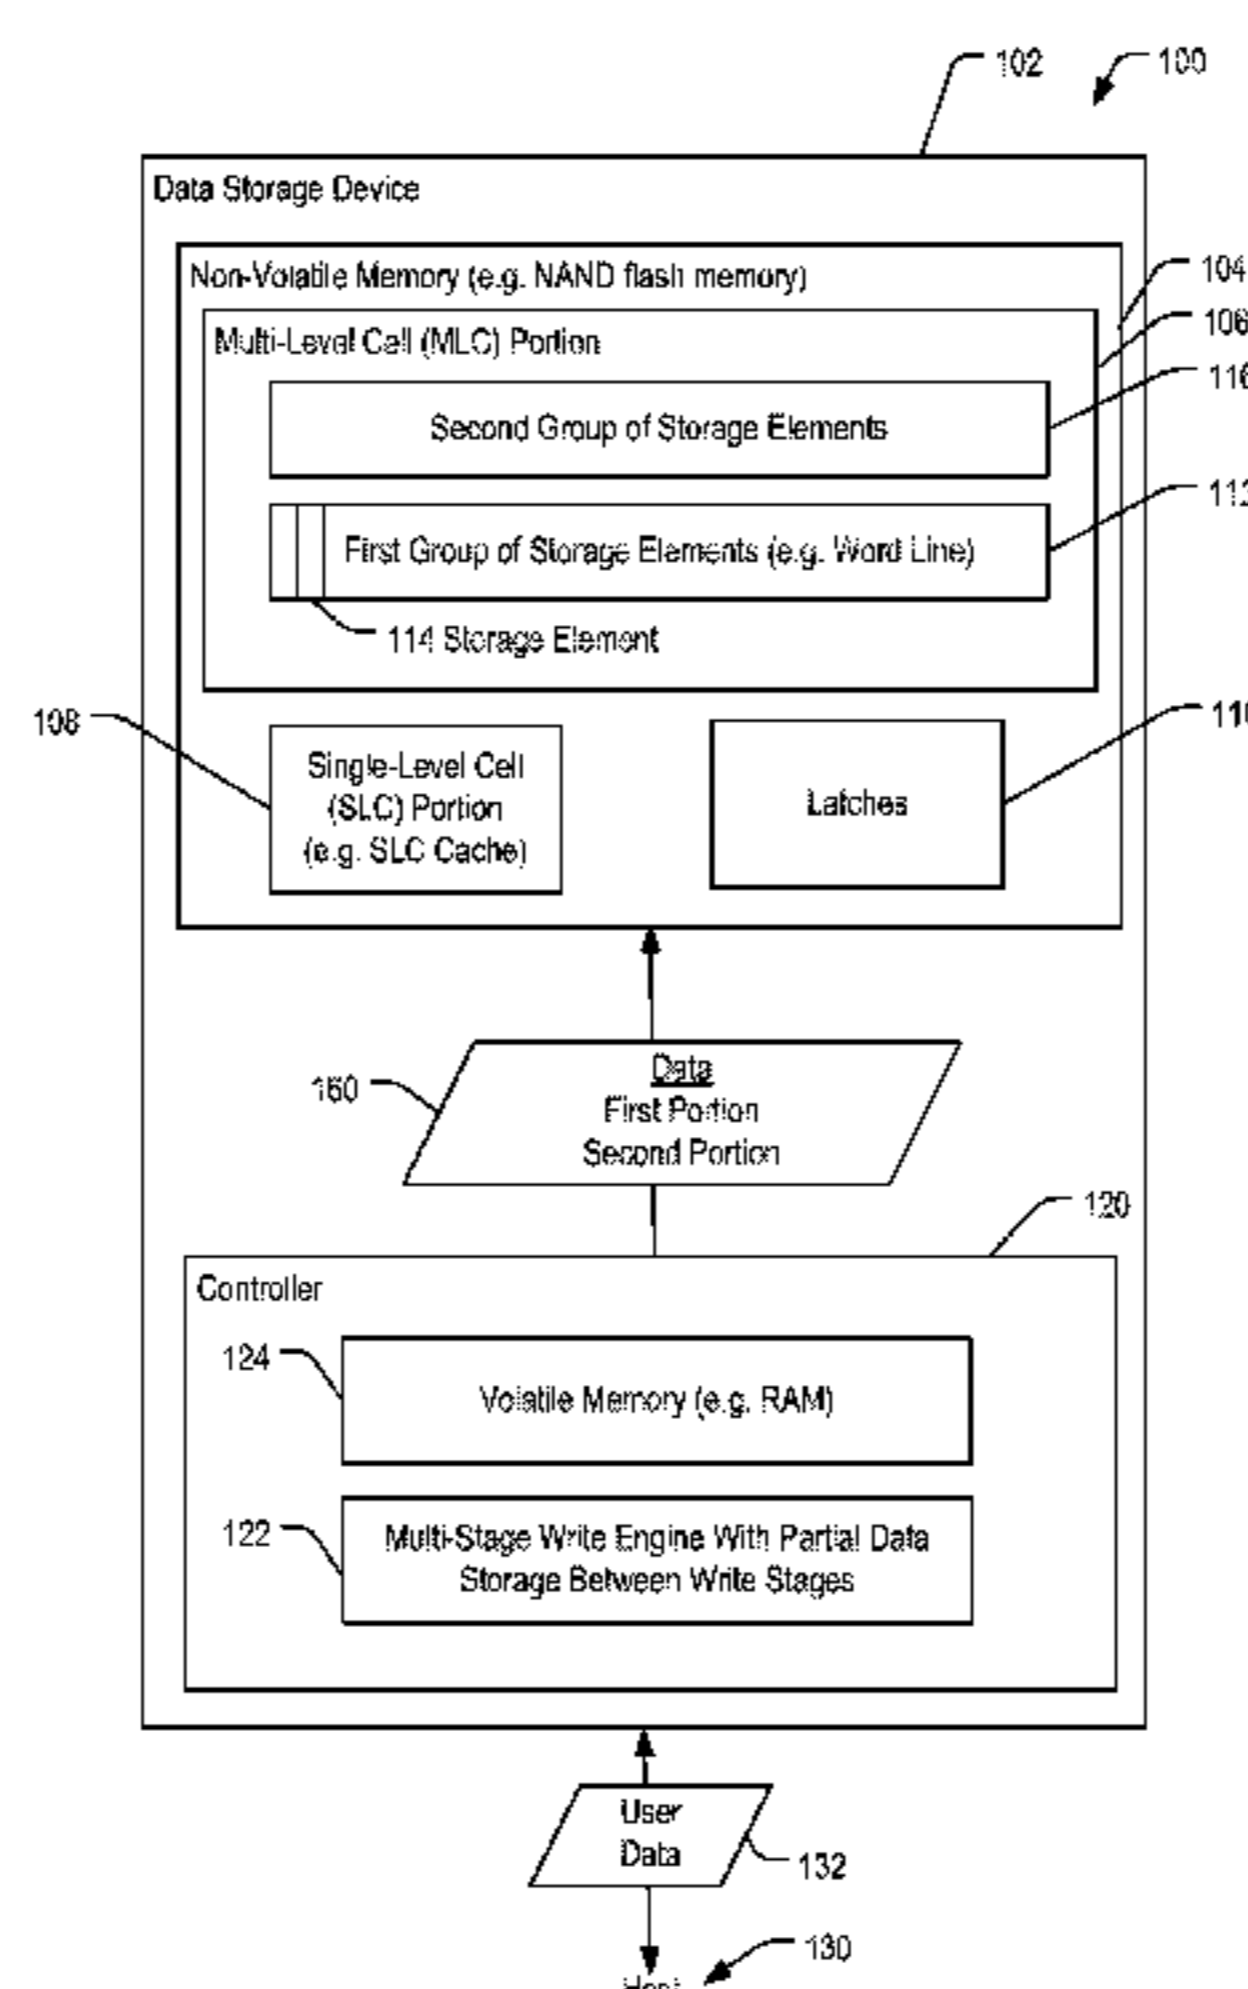 102
100
Data Storage Device
Non-Volatile Memory (e.g. NAND flash memory)
104
Multi-Level Cell (MLC) Portion
106
Second Group of Storage Elements
First Group of Storage Elements (e.g. Word Line)
114 Storage Element
108
Single-Level Cell
(SLC) Portion
(e.g. SLC Cache)
Latches
Data
160
First Portion
Second Portion
120
Controller
124
Volatile Memory (e.g. RAM)
122
Multi-Stage Write Engine With Partial Data
Storage Between Write Stages
User
Data
132
130